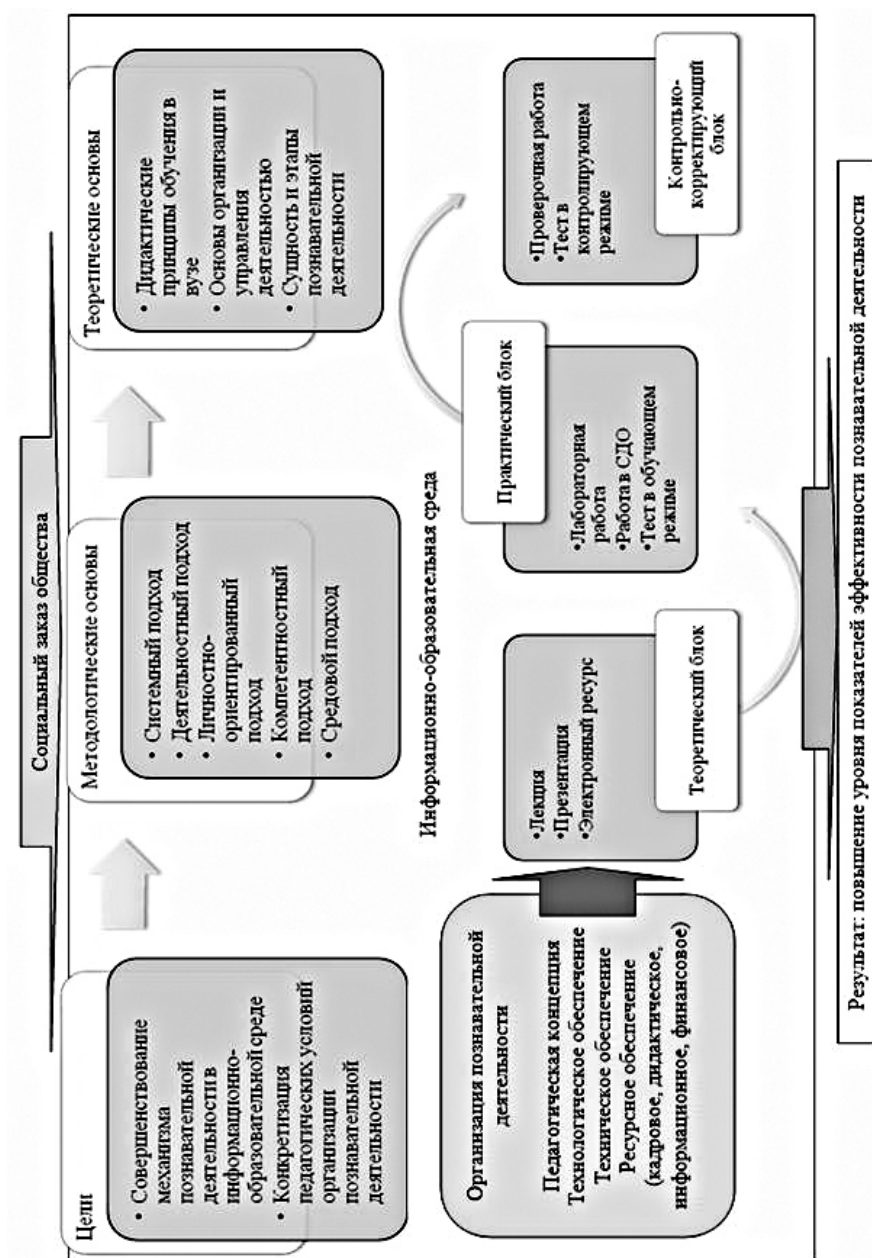 Социальный заказ общества
Цели
• Совершенствование
механизма
познавательной
деятельности в
информационно-
образовательной среде
• Конкретизация
педагогических условий
организации
познавательной
деятельности
Методологические основы
• Системный подход
• Деятельностный подход
• Личностно-
ориентированный
подход
• Компетентностный
подход
• Средовой подход
Теоретические основы
• Дидактические
принципы обучения в
вузе
• Основы организации и
управления
деятельностью
• Сущность и этапы
познавательной
деятельности
Информационно-образовательная среда
Организация познавательной
деятельности
Педагогическая концепция
Технологическое обеспечение
Техническое обеспечение
Ресурсное обеспечение
(кадровое, дидактическое,
информационное, финансовое)
•Лекция
•Презентация
•Электронный ресурс
Теоретический блок
Практический блок
•Лабораторная
работа
•Работа в СДО
•Тест в обучающем
режиме
•Проверочная работа
•Тест в
контролирующем
режиме
Контрольно-
корректирующий
блок
Результат: повышение уровня показателей эффективности познавательной деятельности